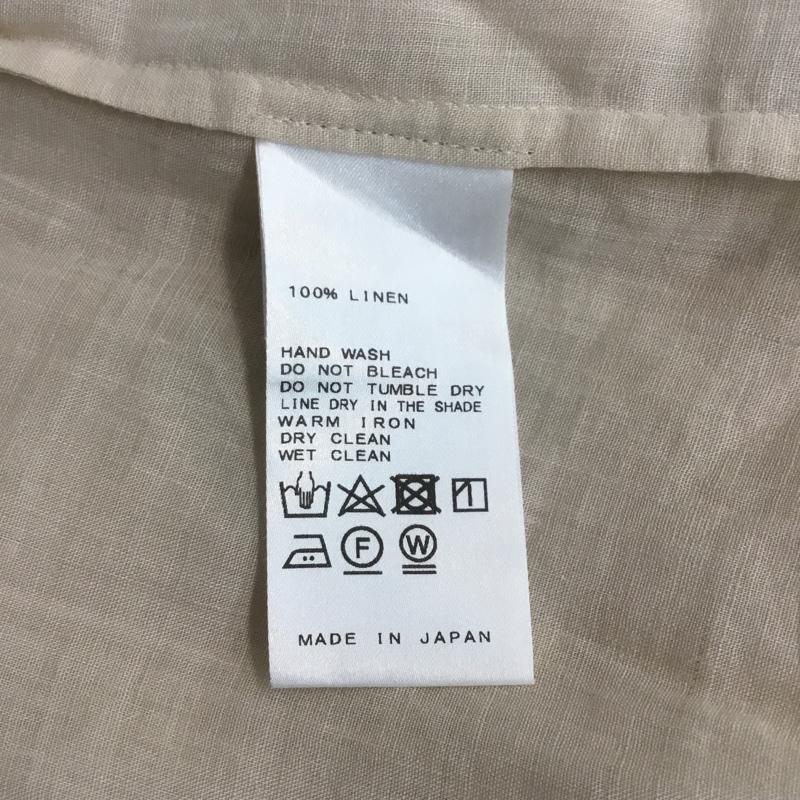 100% LINEN
HAND WASH
DO NOT BLEACH
DO NOT TUMBLE DRY
LINE DRY IN THE SHADE
WARM IRON
DRY CLEAN
WET CLEAN
F W
MADE IN JAPAN